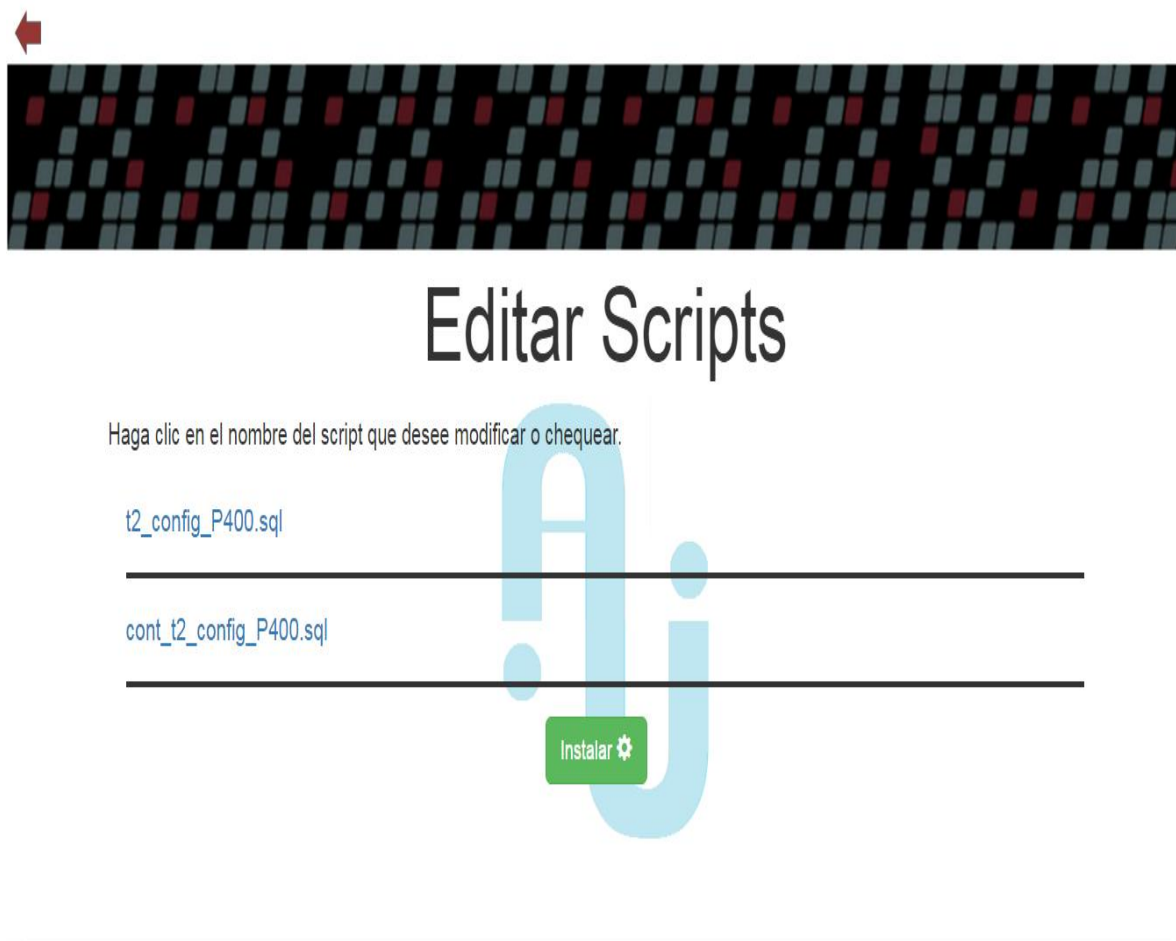 Editar Scripts
Haga clic en el nombre del script que desee modificar o chequear.
t2_config_P400.sql
cont_t2_config_P400.sql
Instalar